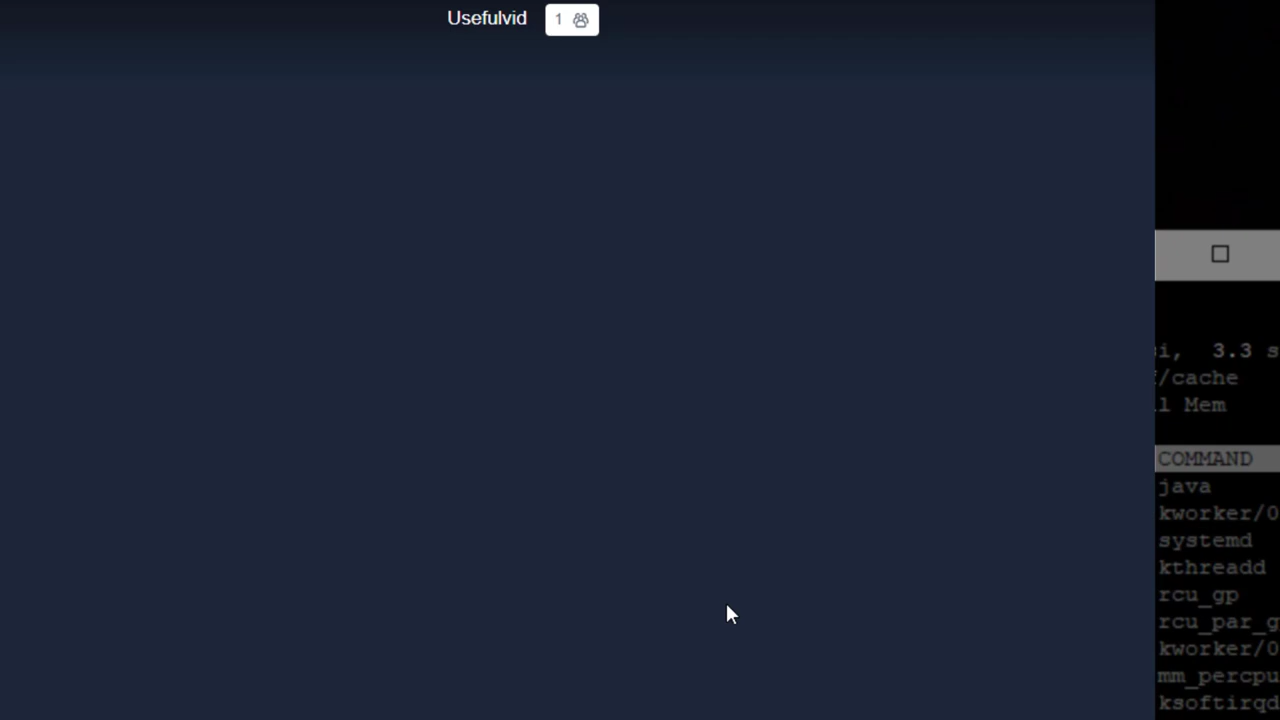 Usefulvid 1
3.3
/cache
Mem
COMMAND
java
kworker/0
systemd
kthreadd
rcu_gp
rcu_par_g
kworker/0
mm_percpu
ksoftirqd